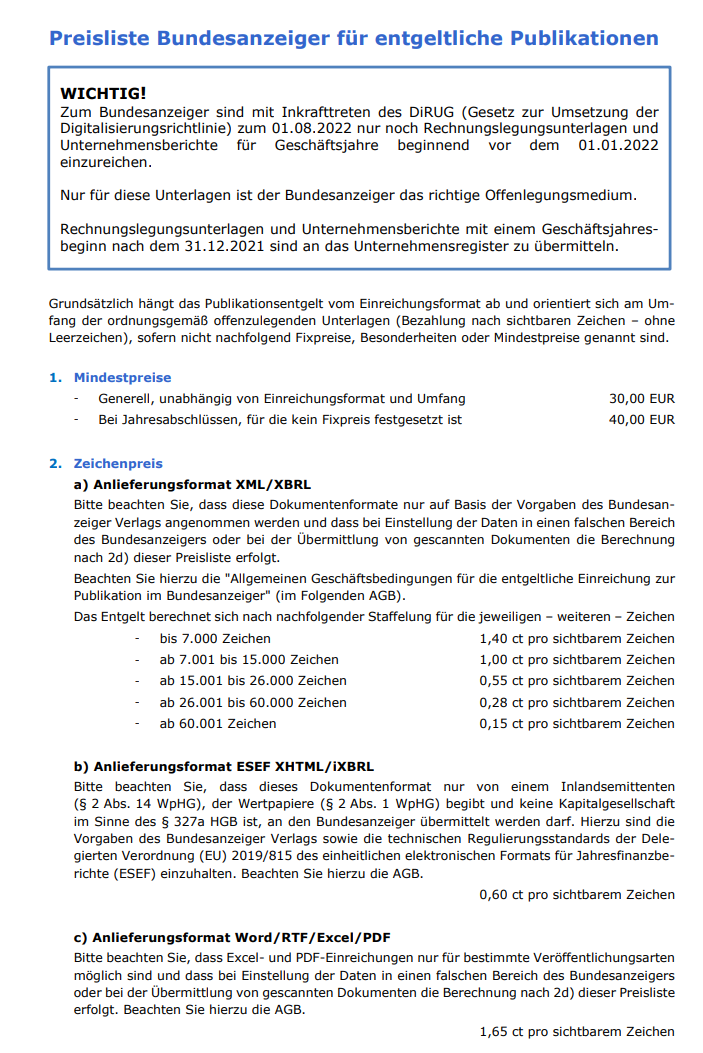 Preisliste Bundesanzeiger für entgeltliche Publikationen
WICHTIG!
Zum Bundesanzeiger sind mit Inkrafttreten des DiRUG (Gesetz zur Umsetzung der
Digitalisierungsrichtlinie) zum 01.08.2022 nur noch Rechnungslegungsunterlagen und
Unternehmensberichte für Geschäftsjahre beginnend vor dem 01.01.2022
einzureichen.
Nur für diese Unterlagen ist der Bundesanzeiger das richtige Offenlegungsmedium.
Rechnungslegungsunterlagen und Unternehmensberichte mit einem Geschäftsjahres-
beginn nach dem 31.12.2021 sind an das Unternehmensregister zu übermitteln.
Grundsätzlich hängt das Publikationsentgelt vom Einreichungsformat ab und orientiert sich am Um-
fang der ordnungsgemäß offenzulegenden Unterlagen (Bezahlung nach sichtbaren Zeichen – ohne
Leerzeichen), sofern nicht nachfolgend Fixpreise, Besonderheiten oder Mindestpreise genannt sind.
1. Mindestpreise
- Generell, unabhängig von Einreichungsformat und Umfang 30,00 EUR
- Bei Jahresabschlüssen, für die kein Fixpreis festgesetzt ist 40,00 EUR
2. Zeichenpreis
a) Anlieferungsformat XML/XBRL
Bitte beachten Sie, dass diese Dokumentenformate nur auf Basis der Vorgaben des Bundesan-
zeiger Verlags angenommen werden und dass bei Einstellung der Daten in einen falschen Bereich
des Bundesanzeigers oder bei der Übermittlung von gescannten Dokumenten die Berechnung
nach 2d) dieser Preisliste erfolgt.
Beachten Sie hierzu die "Allgemeinen Geschäftsbedingungen für die entgeltliche Einreichung zur
Publikation im Bundesanzeiger" (im Folgenden AGB).
Das Entgelt berechnet sich nach nachfolgender Staffelung für die jeweiligen – weiteren – Zeichen
- bis 7.000 Zeichen 1,40 ct pro sichtbarem Zeichen
- ab 7.001 bis 15.000 Zeichen 1,00 ct pro sichtbarem Zeichen
- ab 15.001 bis 26.000 Zeichen 0,55 ct pro sichtbarem Zeichen
- ab 26.001 bis 60.000 Zeichen 0,28 ct pro sichtbarem Zeichen
- ab 60.001 Zeichen 0,15 ct pro sichtbarem Zeichen
b) Anlieferungsformat ESEF XHTML/iXBRL
Bitte beachten Sie, dass dieses Dokumentenformat nur von einem Inlandsemittenten
(§ 2 Abs. 14 WpHG), der Wertpapiere (§ 2 Abs. 1 WpHG) begibt und keine Kapitalgesellschaft
im Sinne des § 327a HGB ist, an den Bundesanzeiger übermittelt werden darf. Hierzu sind die
Vorgaben des Bundesanzeiger Verlags sowie die technischen Regulierungsstandards der Dele-
gierten Verordnung (EU) 2019/815 des einheitlichen elektronischen Formats für Jahresfinanzbe-
richte (ESEF) einzuhalten. Beachten Sie hierzu die AGB.
0,60 ct pro sichtbarem Zeichen
c) Anlieferungsformat Word/RTF/Excel/PDF
Bitte beachten Sie, dass Excel- und PDF-Einreichungen nur für bestimmte Veröffentlichungsarten
möglich sind und dass bei Einstellung der Daten in einen falschen Bereich des Bundesanzeigers
oder bei der Übermittlung von gescannten Dokumenten die Berechnung nach 2d) dieser Preisliste
erfolgt. Beachten Sie hierzu die AGB.
1,65 ct pro sichtbarem Zeichen